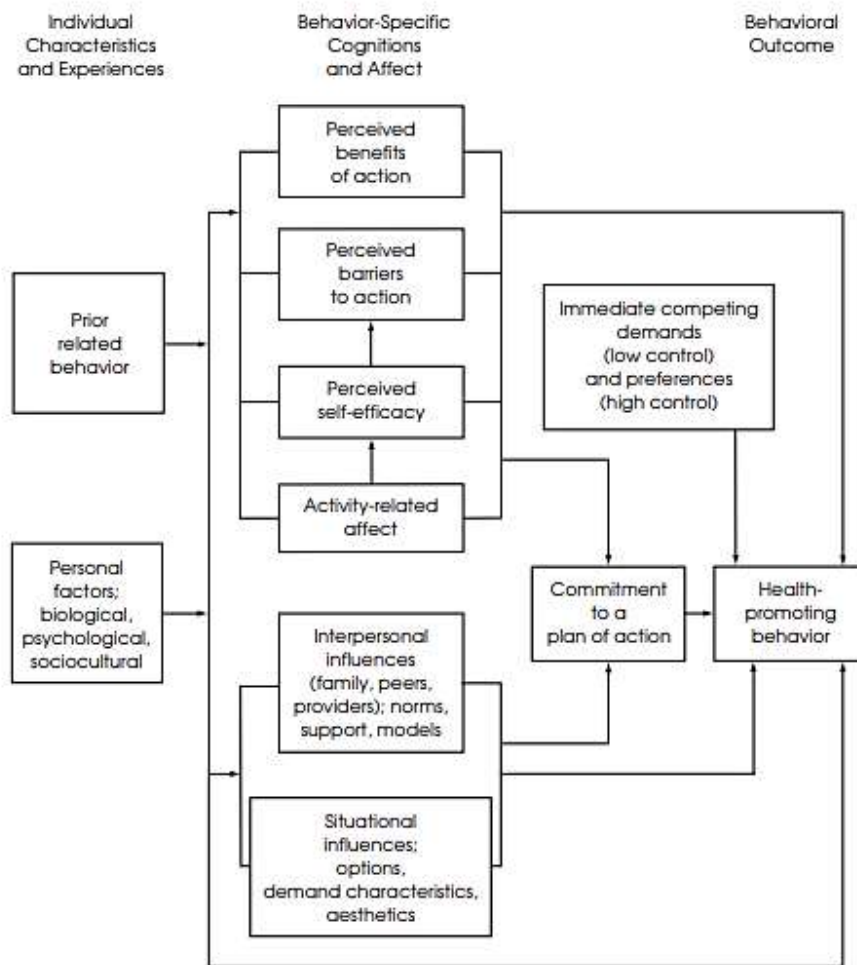 Individual
Characteristics
and Experiences
Behavior-Specific
Cognitions
and Affect
Behavioral
Outcome
Perceived
benefits
of action
Perceived
barriers
to action
Prior
related
behavior
Immediate competing
demands
(low control)
and preferences
(high control)
Perceived
self-efficacy
Activity-related
affect
Personal
factors;
biological,
psychological,
sociocultural
Commitment
to a
plan of action
Health-
promoting
behavior
Interpersonal
influences
(family, peers,
providers); norms,
support, models
Situational
influences;
options,
demand characteristics,
aesthetics